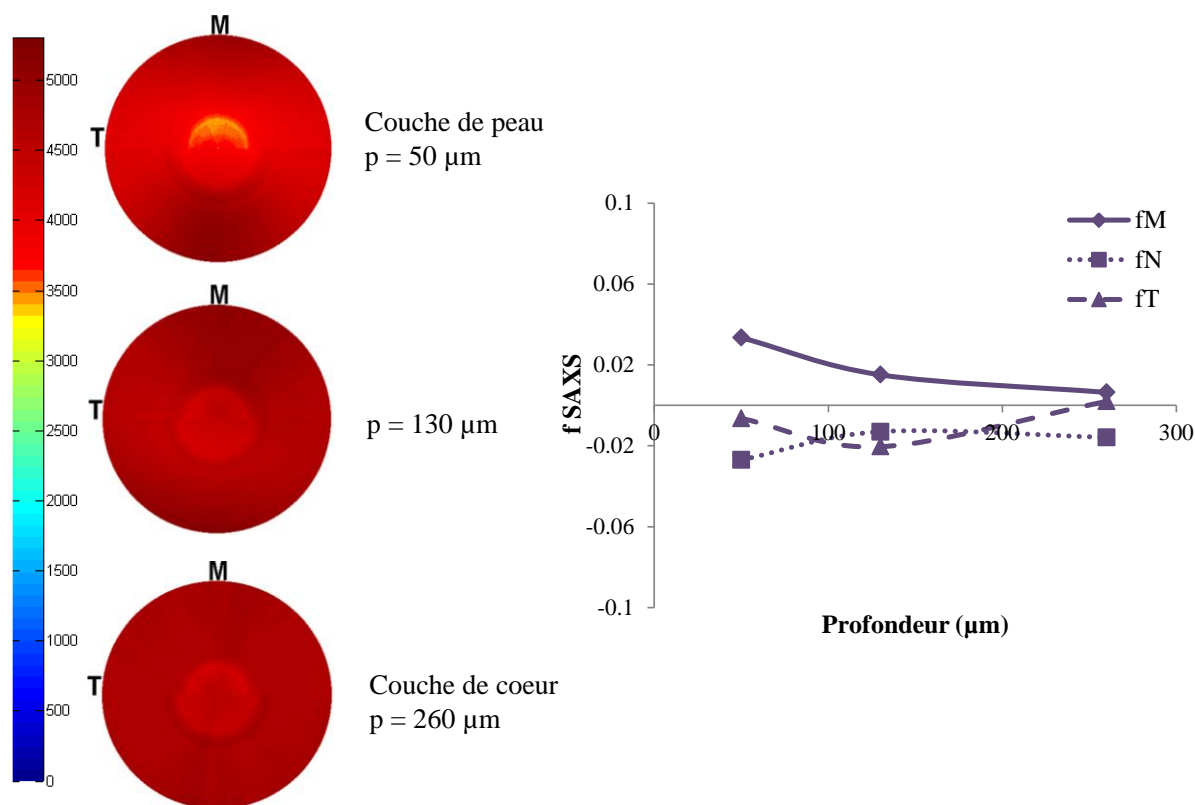 M
5000
4500
4000
3500
3000
2500
2000
1500
1000
500
0
T
Couche de peau
p = 50 µm
M
T
p = 130 µm
M
T
Couche de coeur
p = 260 µm
0.1
0.06
0.02
-0.02
-0.06
-0.1
0
100
200
300
f SAXS
Profondeur (µm)
fM
fN
fT